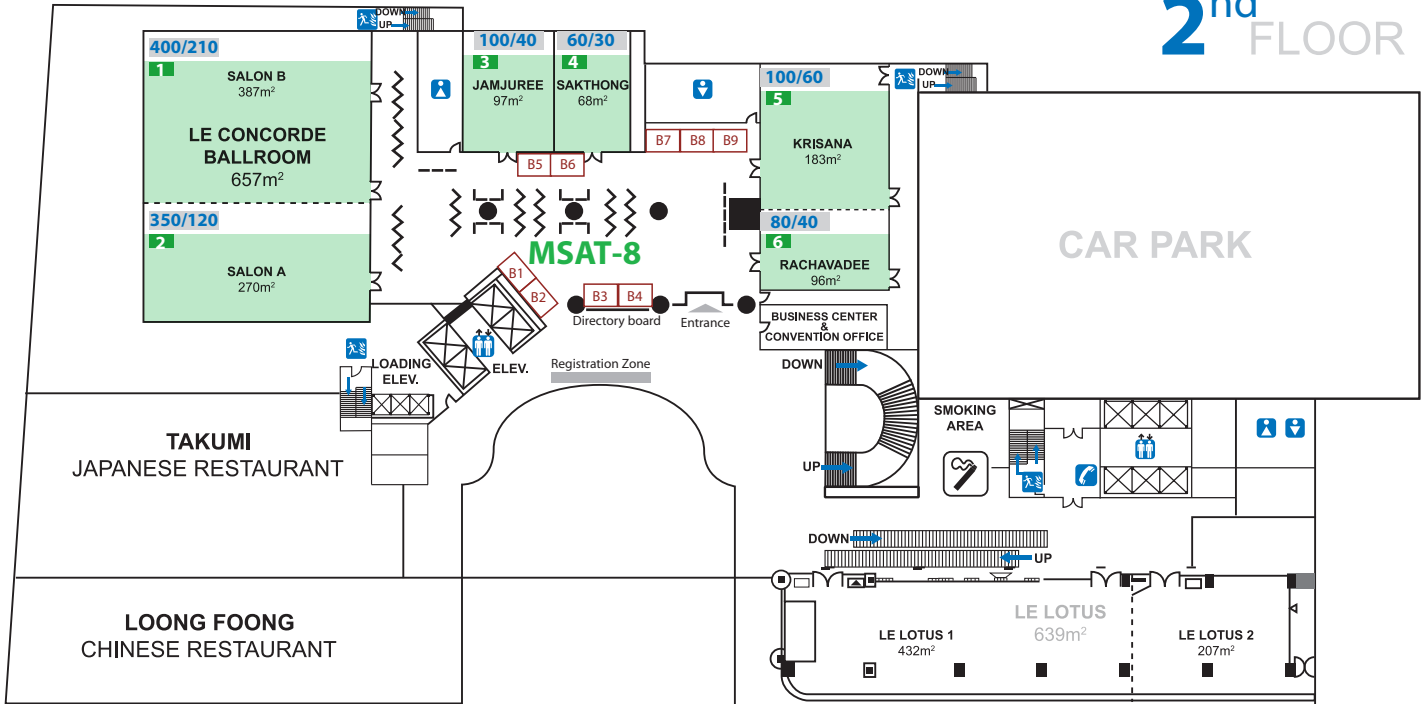 2nd FLOOR
DOWN
UP
400/210
1
SALON B
387m²
LE CONCORDE
BALLROOM
657m²
350/120
2
SALON A
270m²
100/40
3
JAMJUREE
97m²
60/30
4
SAKTHONG
68m²
B5 B6
B7 B8 B9
100/60
5
KRISANA
183m²
80/40
6
RACHAVADEE
96m²
DOWN
UP
CAR PARK
MSAT-8
B1
B2
B3 B4
Directory board
Entrance
BUSINESS CENTER
&
CONVENTION OFFICE
Registration Zone
LOADING
ELEV.
ELEV.
DOWN
UP
SMOKING
AREA
TAKUMI
JAPANESE RESTAURANT
DOWN
UP
LOONG FOONG
CHINESE RESTAURANT
LE LOTUS
639m²
LE LOTUS 1
432m²
LE LOTUS 2
207m²